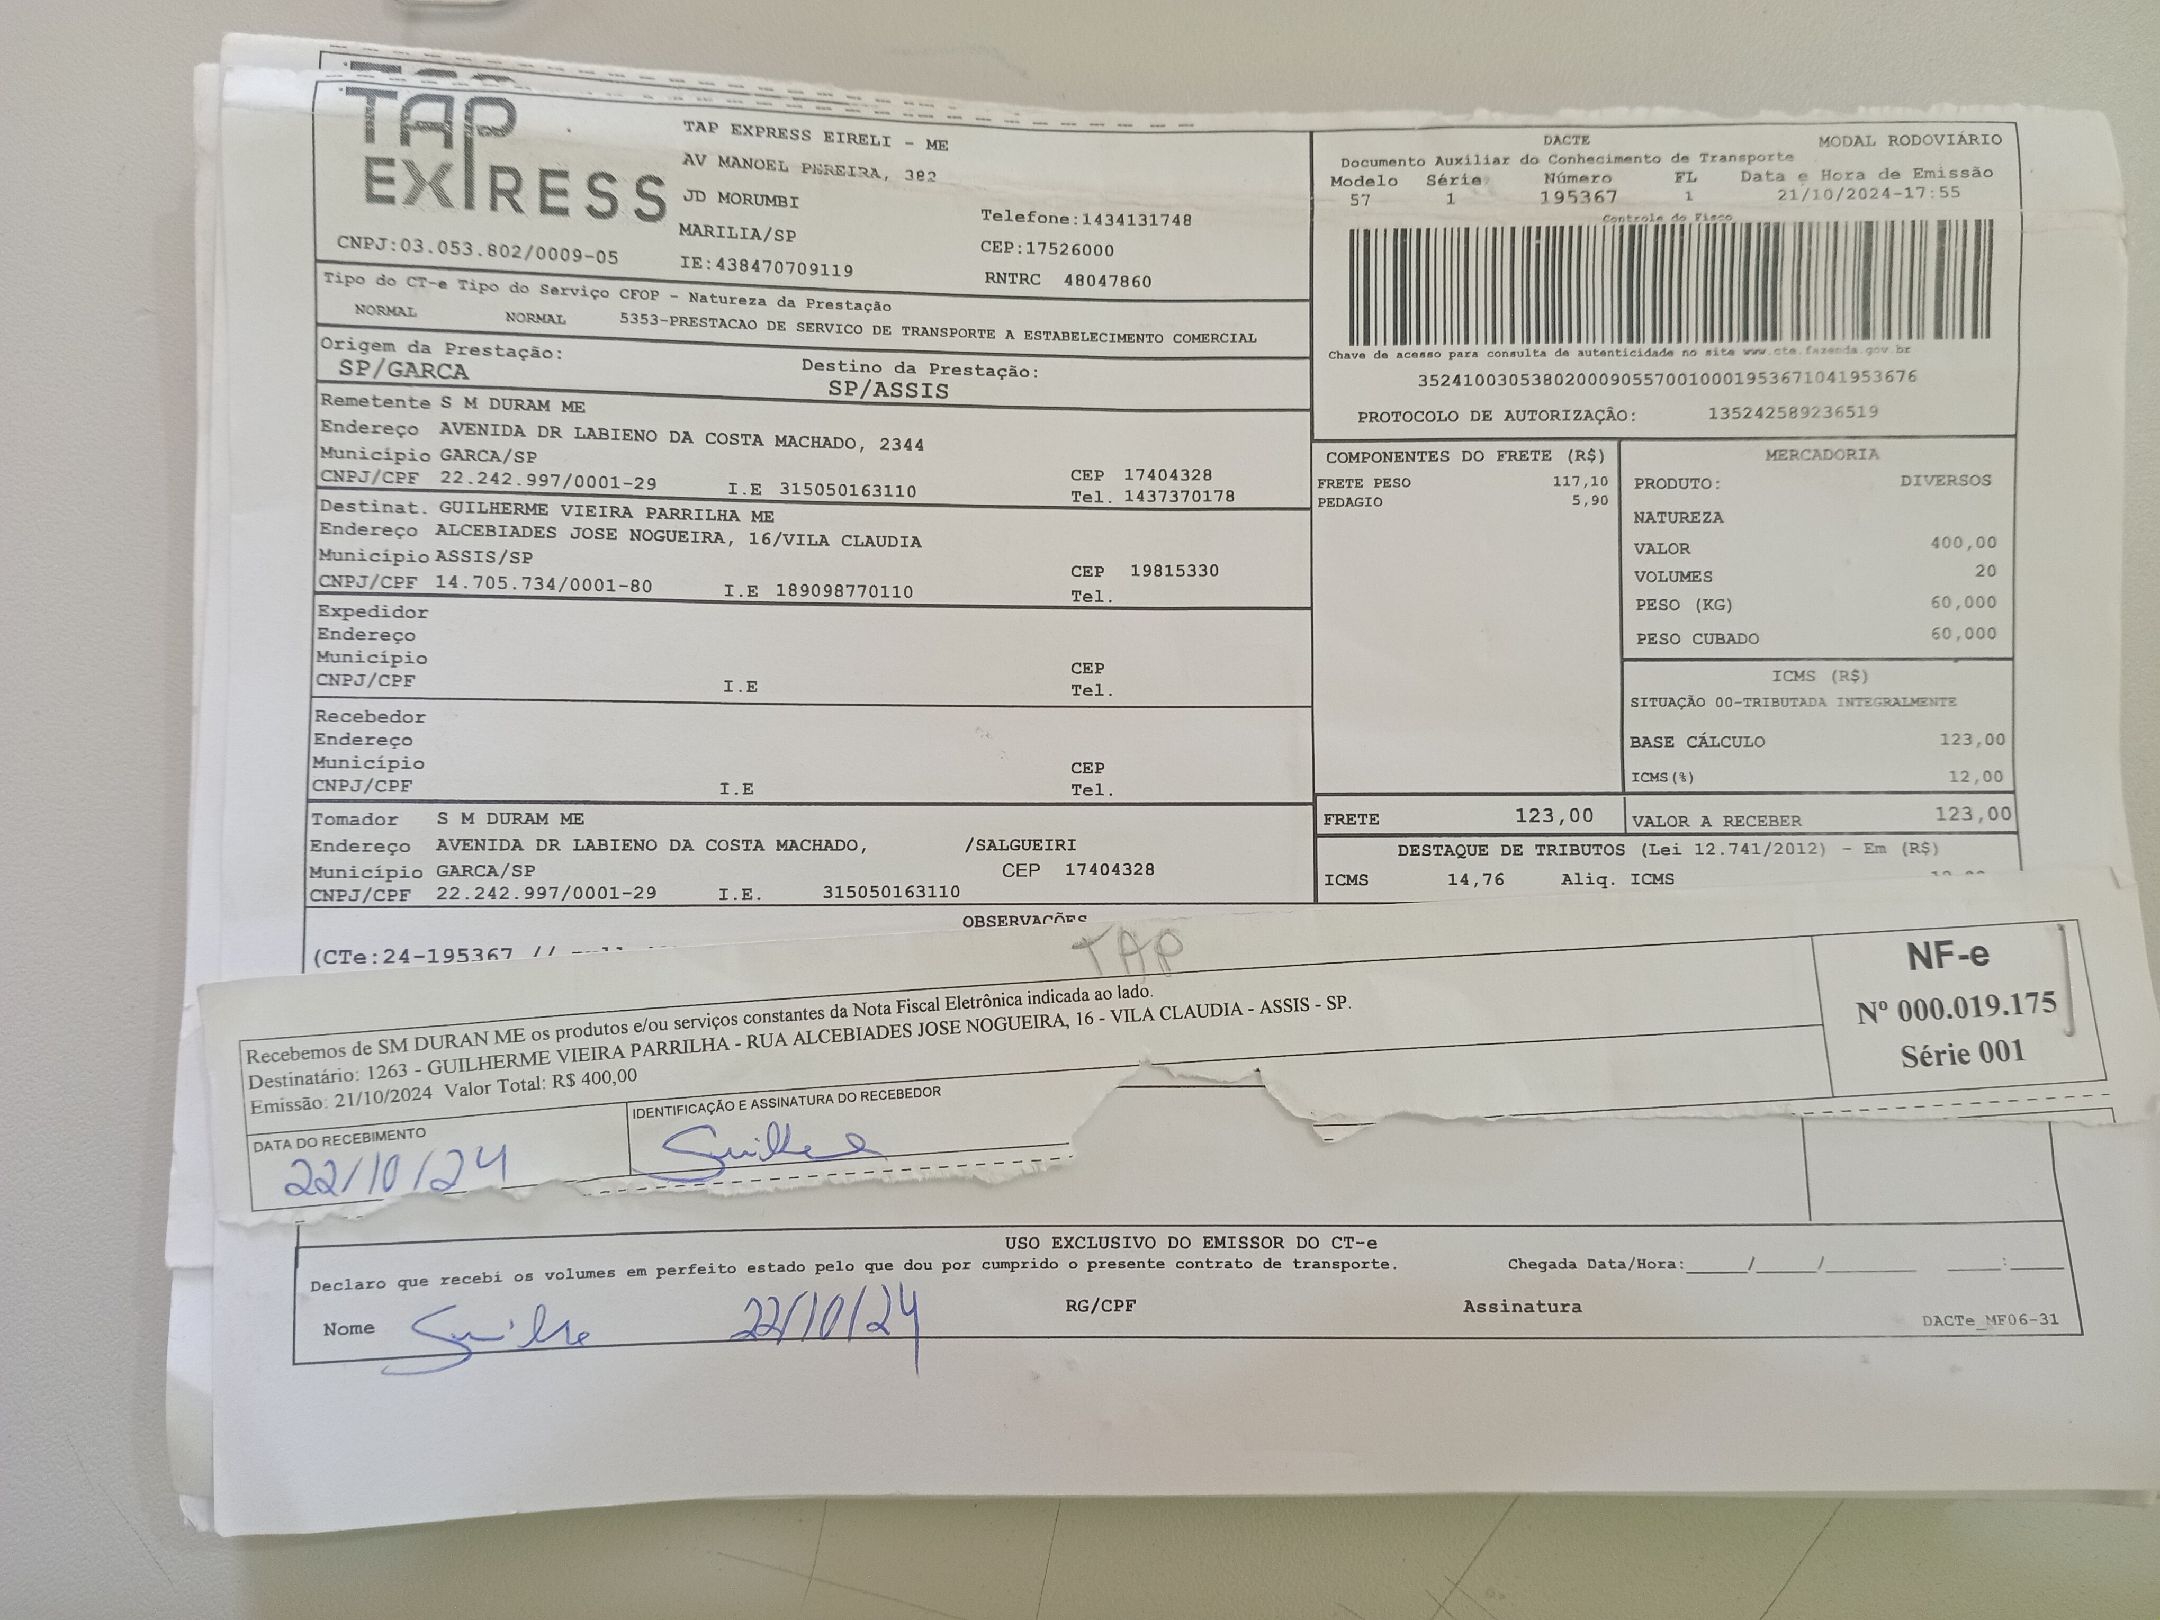 TAP
EXPRESS
CNPJ:03.053.802/0009-05
TAP EXPRESS EIRELI - ME
AV MANOEL PEREIRA, 382
JD MORUMBI
MARILIA/SP
IE:438470709119
Telefone:1434131748
CEP:17526000
RNTRC 48047860
DACTE MODAL RODOVIÁRIO
Documento Auxiliar do Conhecimento de Transporte
Modelo Série Número FL Data e Hora de Emissão
57 1 195367 1 21/10/2024-17:55
Controle do Fisco
Chave de acesso para consulta de autenticidade no site www.cte.fazenda.gov.br
35241003053802000905570010001953671041953676
PROTOCOLO DE AUTORIZAÇÃO: 135242589236519
Tipo do CT-e Tipo do Serviço CFOP - Natureza da Prestação
NORMAL NORMAL 5353-PRESTACAO DE SERVICO DE TRANSPORTE A ESTABELECIMENTO COMERCIAL
Origem da Prestação: Destino da Prestação:
SP/GARCA SP/ASSIS
Remetente S M DURAM ME
Endereço AVENIDA DR LABIENO DA COSTA MACHADO, 2344
Município GARCA/SP CEP 17404328
CNPJ/CPF 22.242.997/0001-29 I.E 315050163110 Tel. 1437370178
Destinat. GUILHERME VIEIRA PARRILHA ME
Endereço ALCEBIADES JOSE NOGUEIRA, 16/VILA CLAUDIA
Município ASSIS/SP CEP 19815330
CNPJ/CPF 14.705.734/0001-80 I.E 189098770110 Tel.
Expedidor
Endereço
Município CEP
CNPJ/CPF I.E Tel.
Recebedor
Endereço
Município CEP
CNPJ/CPF I.E Tel.
Tomador S M DURAM ME
Endereço AVENIDA DR LABIENO DA COSTA MACHADO, /SALGUEIRI
Município GARCA/SP CEP 17404328
CNPJ/CPF 22.242.997/0001-29 I.E. 315050163110
COMPONENTES DO FRETE (R$)
FRETE PESO 117,10
PEDAGIO 5,90
MERCADORIA
PRODUTO: DIVERSOS
NATUREZA
VALOR 400,00
VOLUMES 20
PESO (KG) 60,000
PESO CUBADO 60,000
ICMS (R$)
SITUAÇÃO 00-TRIBUTADA INTEGRALMENTE
BASE CÁLCULO 123,00
ICMS(%) 12,00
FRETE 123,00 VALOR A RECEBER 123,00
DESTAQUE DE TRIBUTOS (Lei 12.741/2012) - Em (R$)
ICMS 14,76 Aliq. ICMS
OBSERVAÇÕES
(CTe:24-195367 //
TAP
Recebemos de SM DURAN ME os produtos e/ou serviços constantes da Nota Fiscal Eletrônica indicada ao lado.
Destinatário: 1263 - GUILHERME VIEIRA PARRILHA - RUA ALCEBIADES JOSE NOGUEIRA, 16 - VILA CLAUDIA - ASSIS - SP.
Emissão: 21/10/2024 Valor Total: R$ 400,00
NF-e
Nº 000.019.175
Série 001
DATA DO RECEBIMENTO IDENTIFICAÇÃO E ASSINATURA DO RECEBEDOR
22/10/24
USO EXCLUSIVO DO EMISSOR DO CT-e
Declaro que recebi os volumes em perfeito estado pelo que dou por cumprido o presente contrato de transporte. Chegada Data/Hora:____/____/______ ____:____
Nome 22/10/24 RG/CPF Assinatura
DACTe_MF06-31